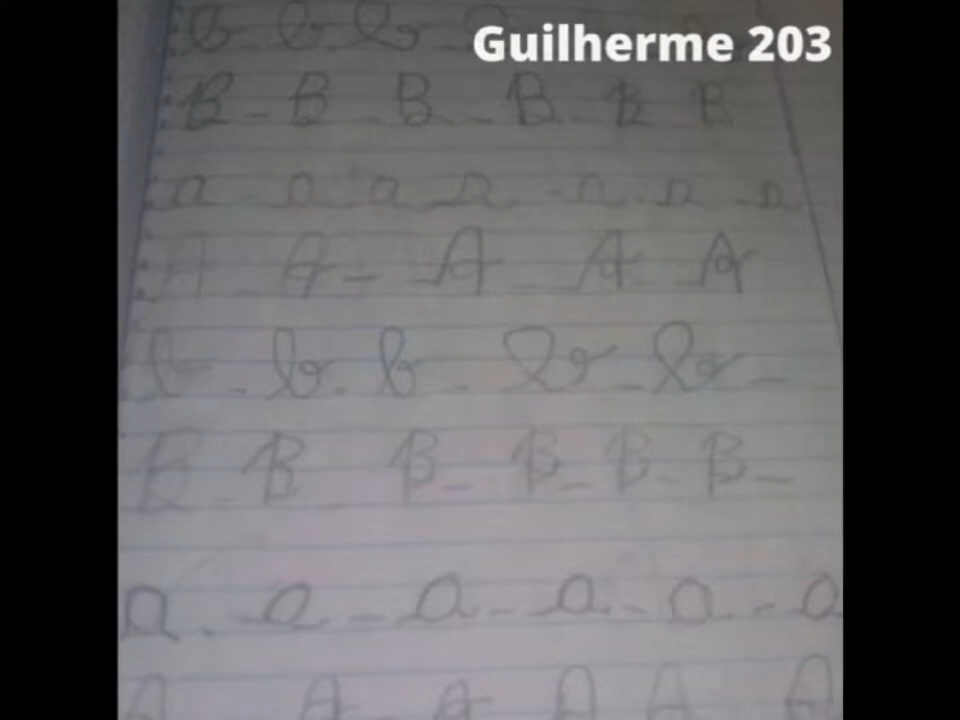 b b b
Guilherme 203
B - B B - B B B
a - a a a - a a a
A A - A A A
b - b - b - b - b -
B - B B - B - B - B -
a - a - a - a - a - a
A A - A A A A